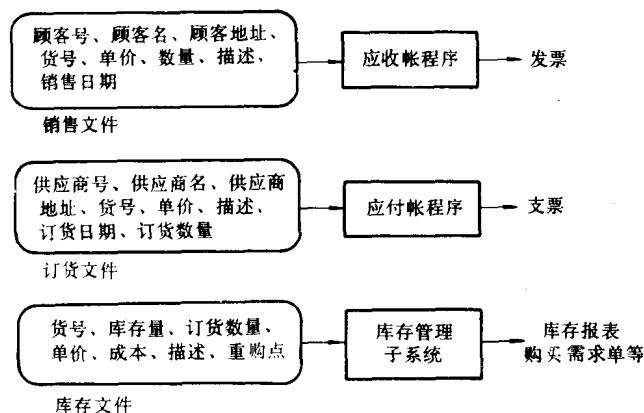 顾客号、顾客名、顾客地址、
货号、单价、数量、描述、
销售日期
应收帐程序
发票
销售文件
供应商号、供应商名、供应商
地址、货号、单价、描述、
订货日期、订货数量
应付帐程序
支票
订货文件
货号、库存量、订货数量、
单价、成本、描述、重购点
库存管理
子系统
库存报表
购买需求单等
库存文件